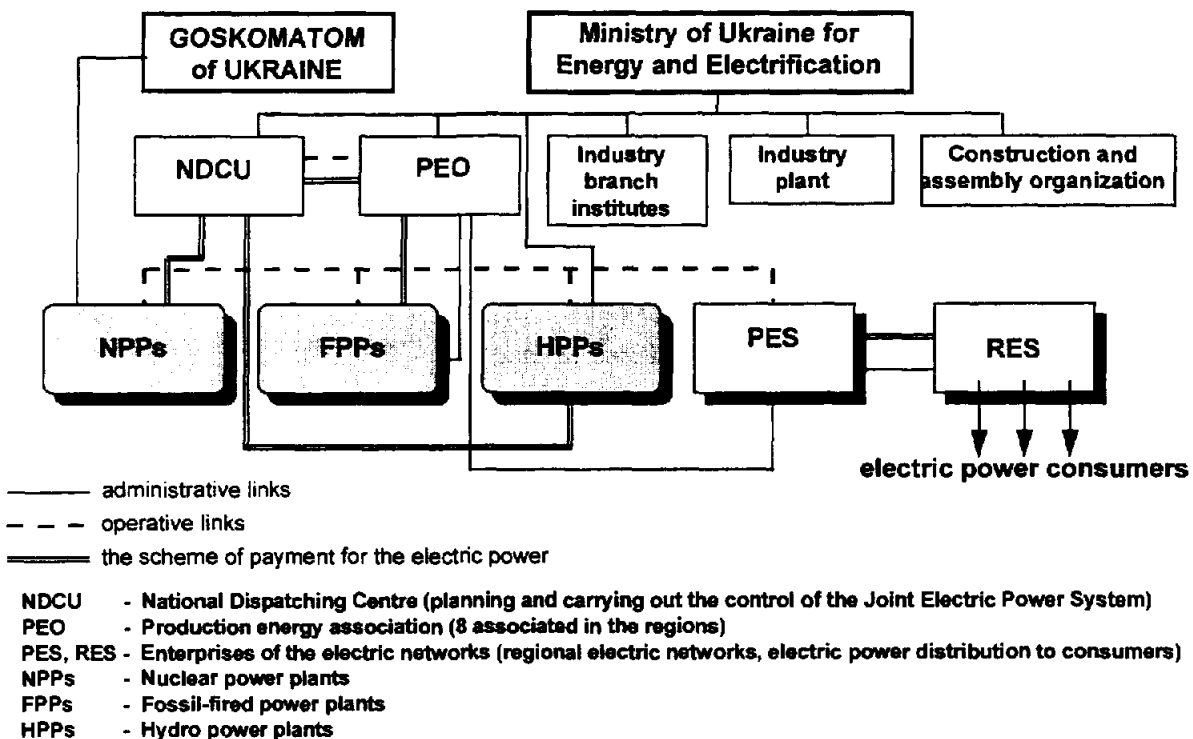 GOSKOMATOM
of UKRAINE
Ministry of Ukraine for
Energy and Electrification
NDCU
PEO
Industry
branch
institutes
Industry
plant
Construction and
assembly organization
NPPs
FPPs
HPPs
PES
RES
electric power consumers
administrative links
operative links
the scheme of payment for the electric power
NDCU - National Dispatching Centre (planning and carrying out the control of the Joint Electric Power System)
PEO - Production energy association (8 associated in the regions)
PES, RES - Enterprises of the electric networks (regional electric networks, electric power distribution to consumers)
NPPs - Nuclear power plants
FPPs - Fossil-fired power plants
HPPs - Hydro power plants